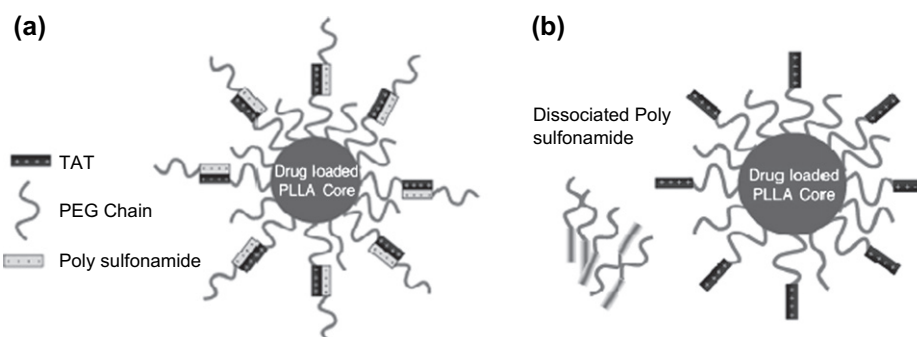 (a)
TAT
PEG Chain
Poly sulfonamide
Drug loaded
PLLA Core
(b)
Dissociated Poly
sulfonamide
Drug loaded
PLLA Core